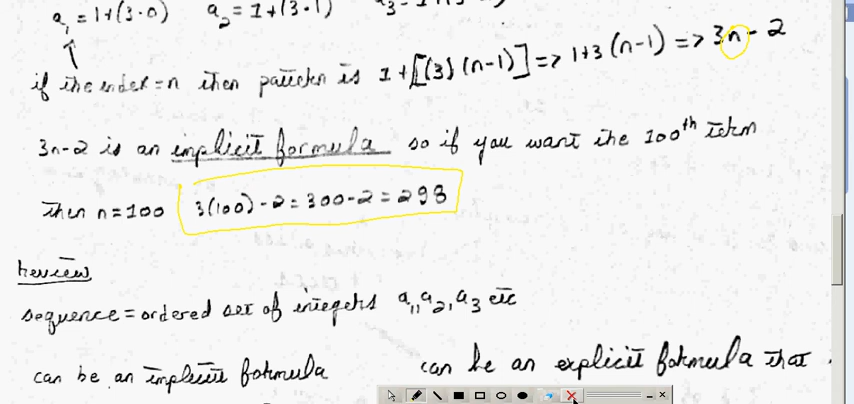 a₁ = 1+(3·0) a₂ = 1+(3·1) a₃ =
if the index = n then pattern is 1+[(3)(n-1)] => 1+3(n-1) => 3n-2
3n-2 is an implicit formula so if you want the 100th term
then n=100 3(100)-2 = 300-2 = 298
Review
sequence = ordered set of integers a₁, a₂, a₃ etc
can be an implicit formula can be an explicit formula that